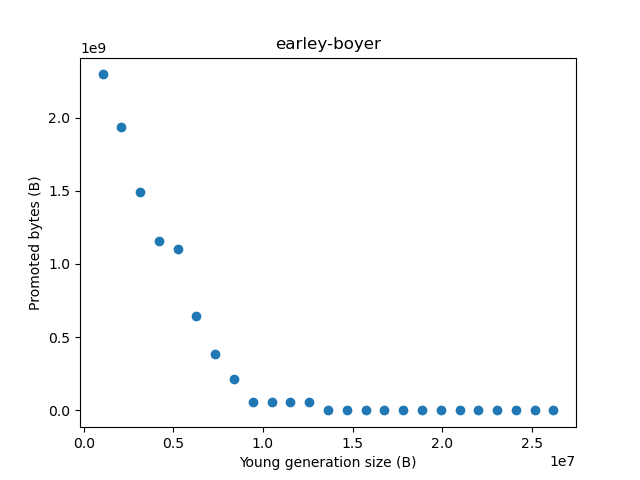 earley-boyer
1e9
Promoted bytes (B)
2.0
1.5
1.0
0.5
0.0
0.0 0.5 1.0 1.5 2.0 2.5
1e7
Young generation size (B)